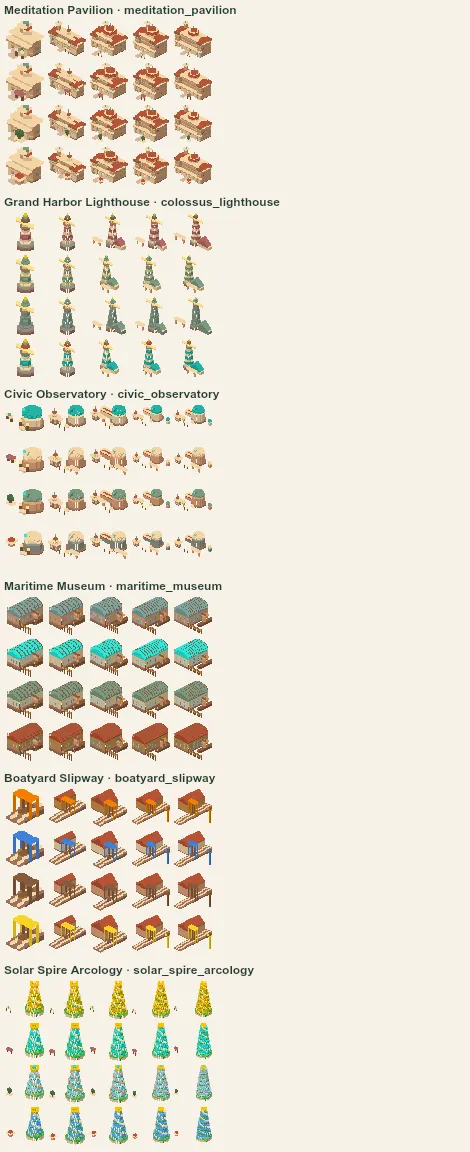 Meditation Pavilion · meditation_pavilion
Grand Harbor Lighthouse · colossus_lighthouse
Civic Observatory · civic_observatory
Maritime Museum · maritime_museum
Boatyard Slipway · boatyard_slipway
Solar Spire Arcology · solar_spire_arcology